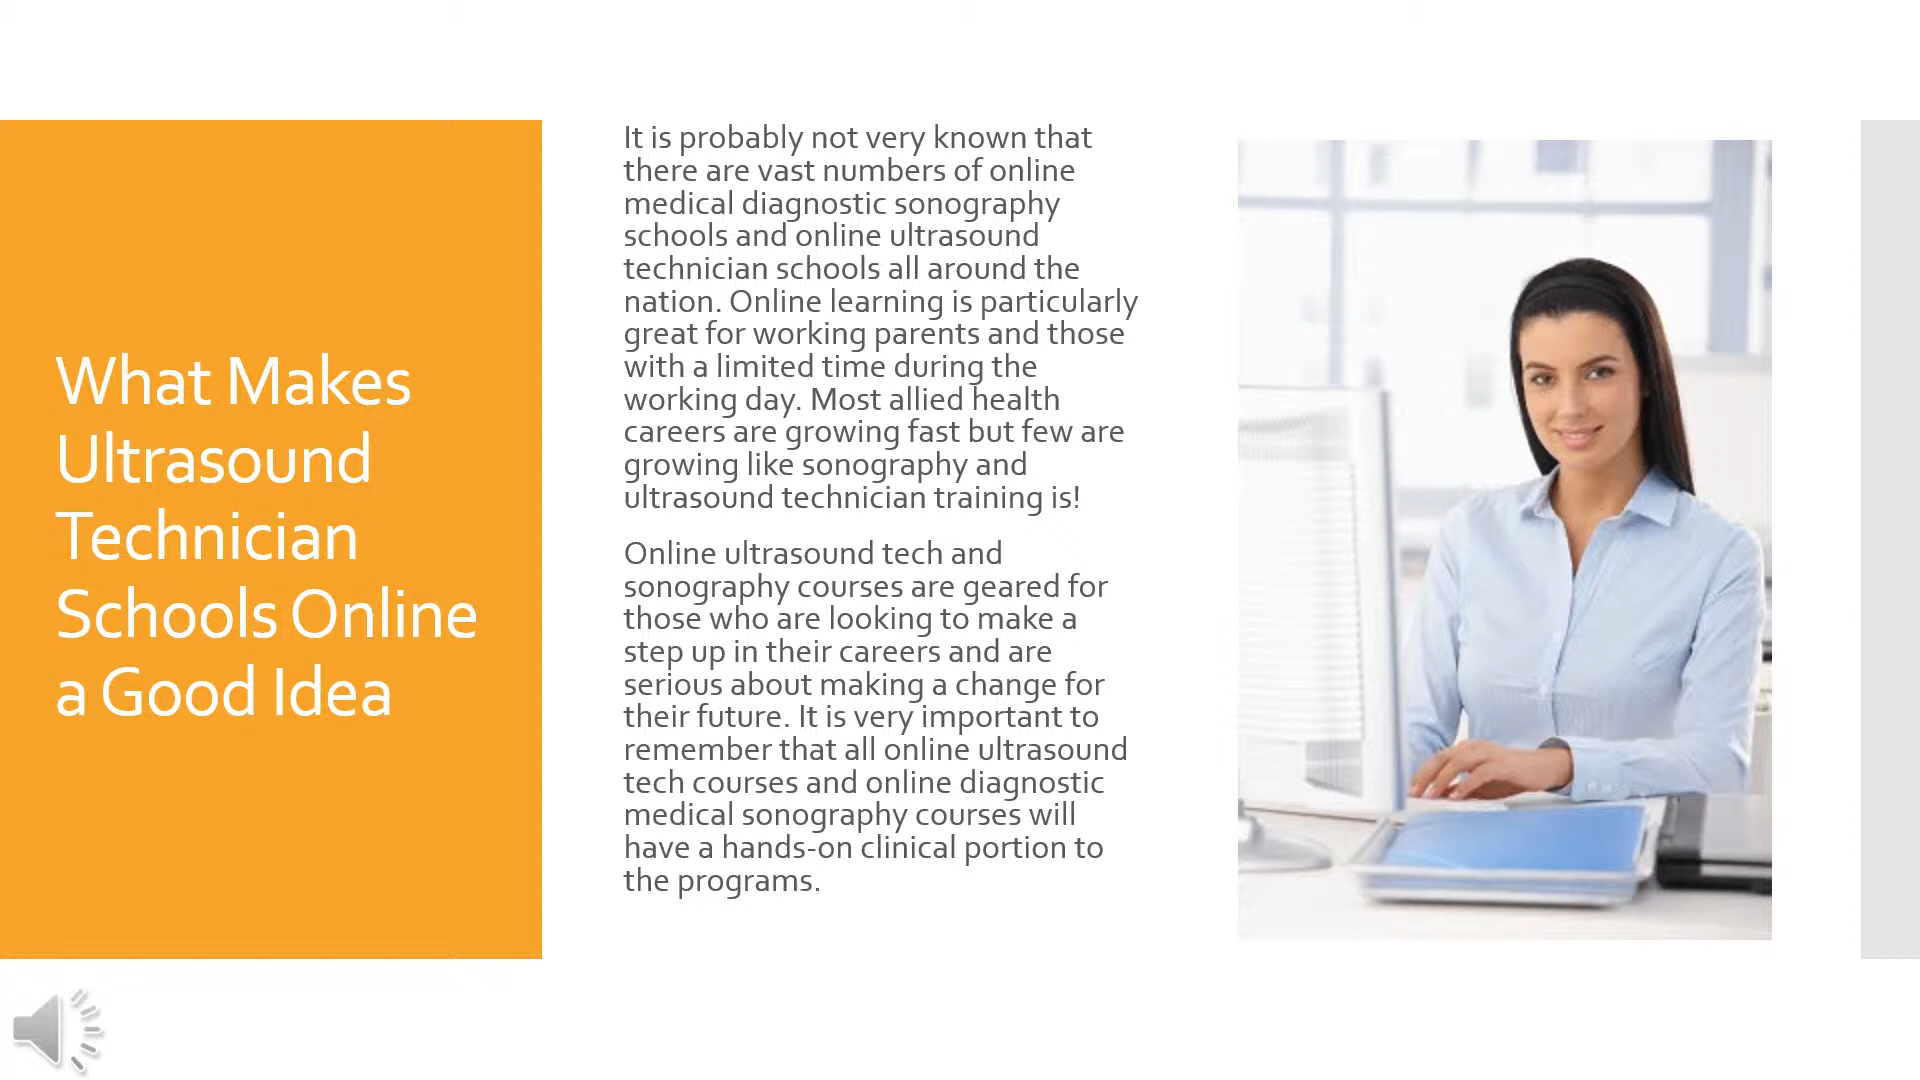 What Makes
Ultrasound
Technician
Schools Online
a Good Idea
It is probably not very known that
there are vast numbers of online
medical diagnostic sonography
schools and online ultrasound
technician schools all around the
nation. Online learning is particularly
great for working parents and those
with a limited time during the
working day. Most allied health
careers are growing fast but few are
growing like sonography and
ultrasound technician training is!
Online ultrasound tech and
sonography courses are geared for
those who are looking to make a
step up in their careers and are
serious about making a change for
their future. It is very important to
remember that all online ultrasound
tech courses and online diagnostic
medical sonography courses will
have a hands-on clinical portion to
the programs.